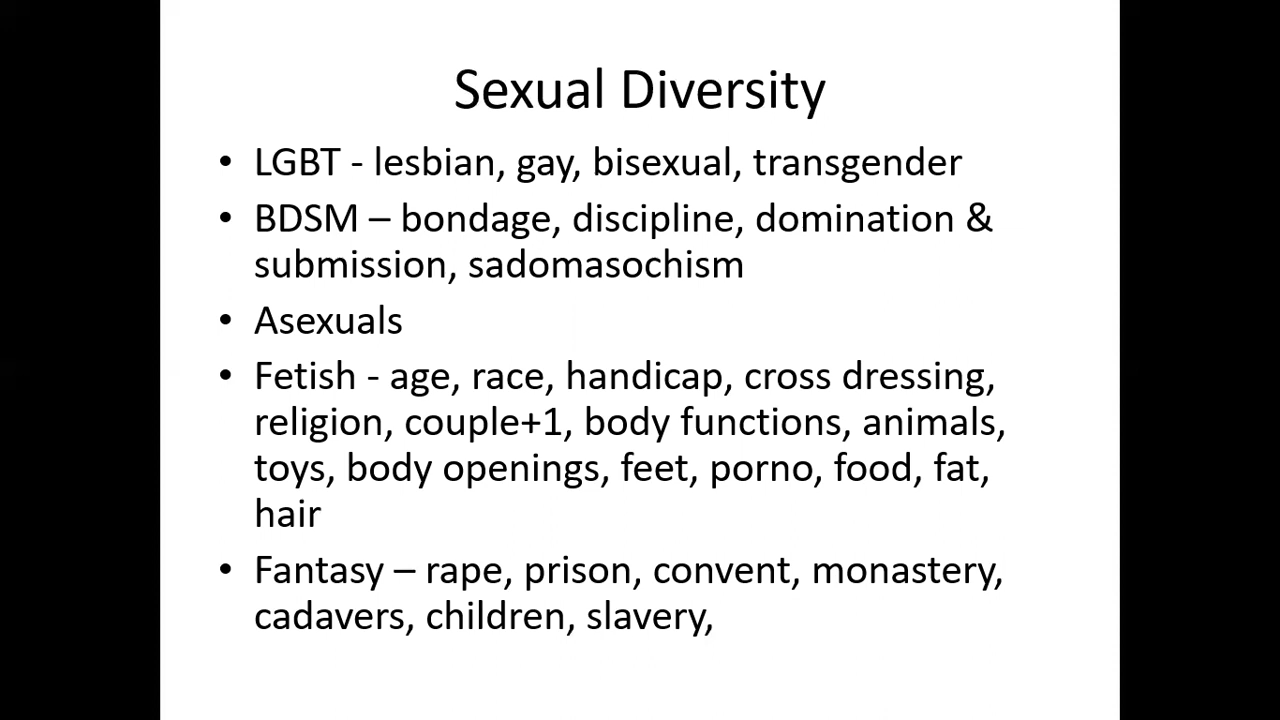 Sexual Diversity
• LGBT - lesbian, gay, bisexual, transgender
• BDSM – bondage, discipline, domination &
submission, sadomasochism
• Asexuals
• Fetish - age, race, handicap, cross dressing,
religion, couple+1, body functions, animals,
toys, body openings, feet, porno, food, fat,
hair
• Fantasy – rape, prison, convent, monastery,
cadavers, children, slavery,